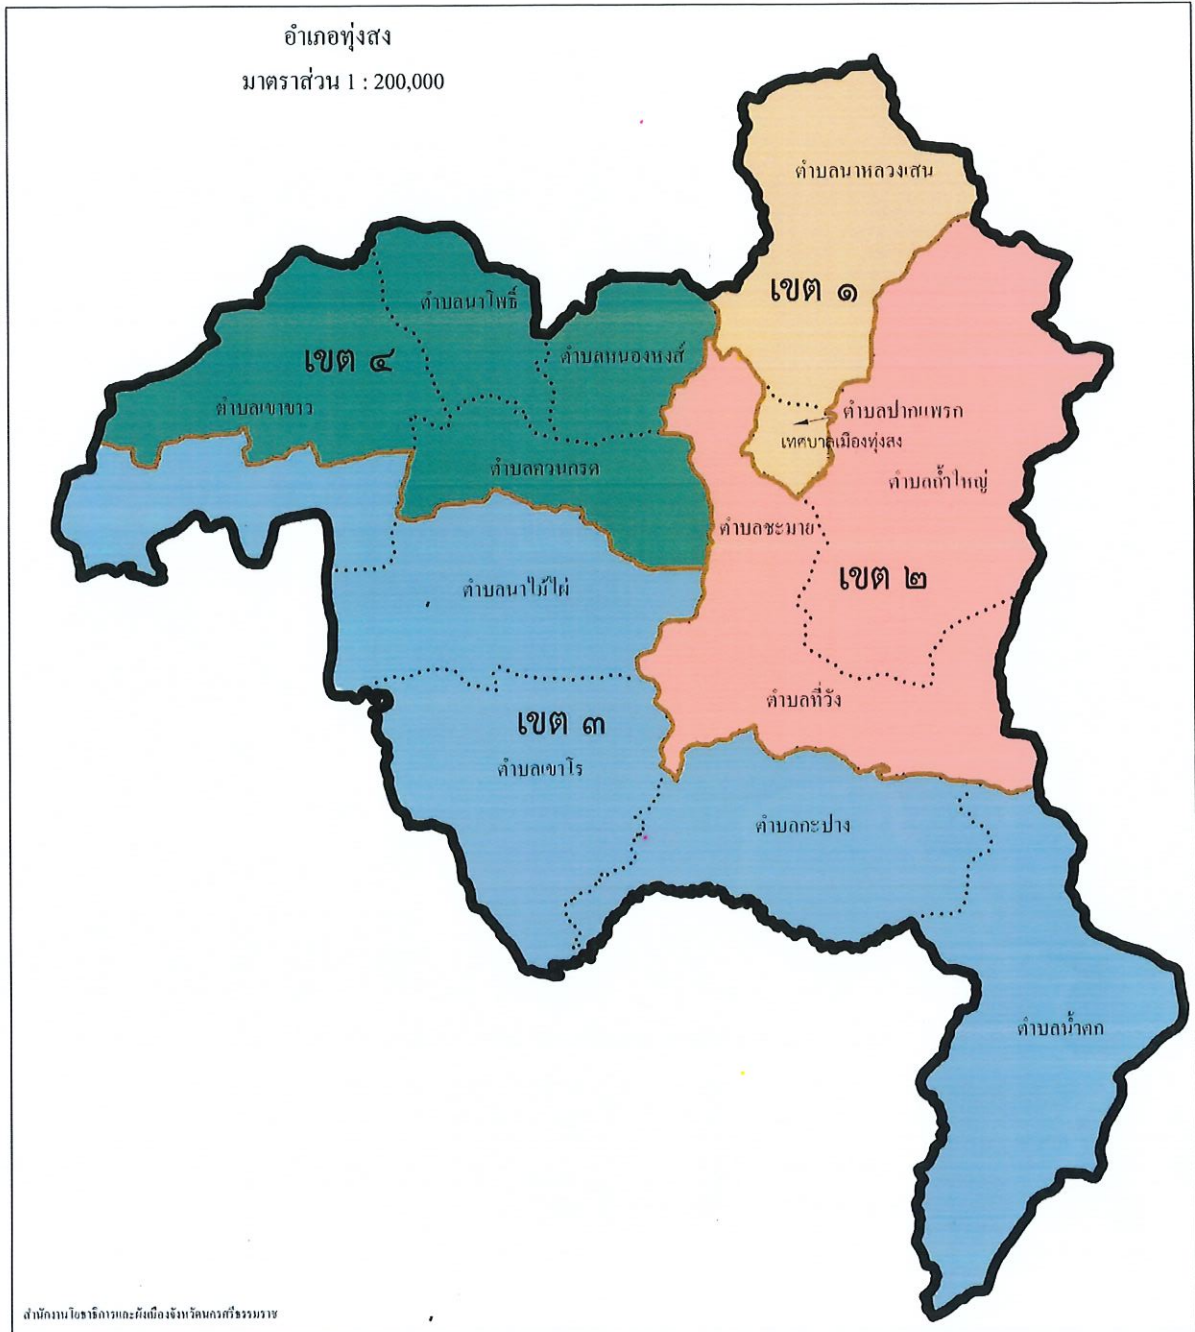 อำเภอทุ่งสง
มาตราส่วน 1 : 200,000
ตำบลนาหลวงเสน
เขต ๑
ตำบลนาโพธิ์
ตำบลหนองหงส์
เขต ๔
ตำบลเขาขาว
ตำบลปากแพรก
เทศบาลเมืองทุ่งสง
ตำบลควนกรด
ตำบลถ้ำใหญ่
ตำบลชะมาย
เขต ๒
ตำบลนาไม้ไผ่
ตำบลที่วัง
เขต ๓
ตำบลเขาโร
ตำบลกะปาง
ตำบลน้ำตก
สำนักงานโยธาธิการและผังเมืองจังหวัดนครศรีธรรมราช